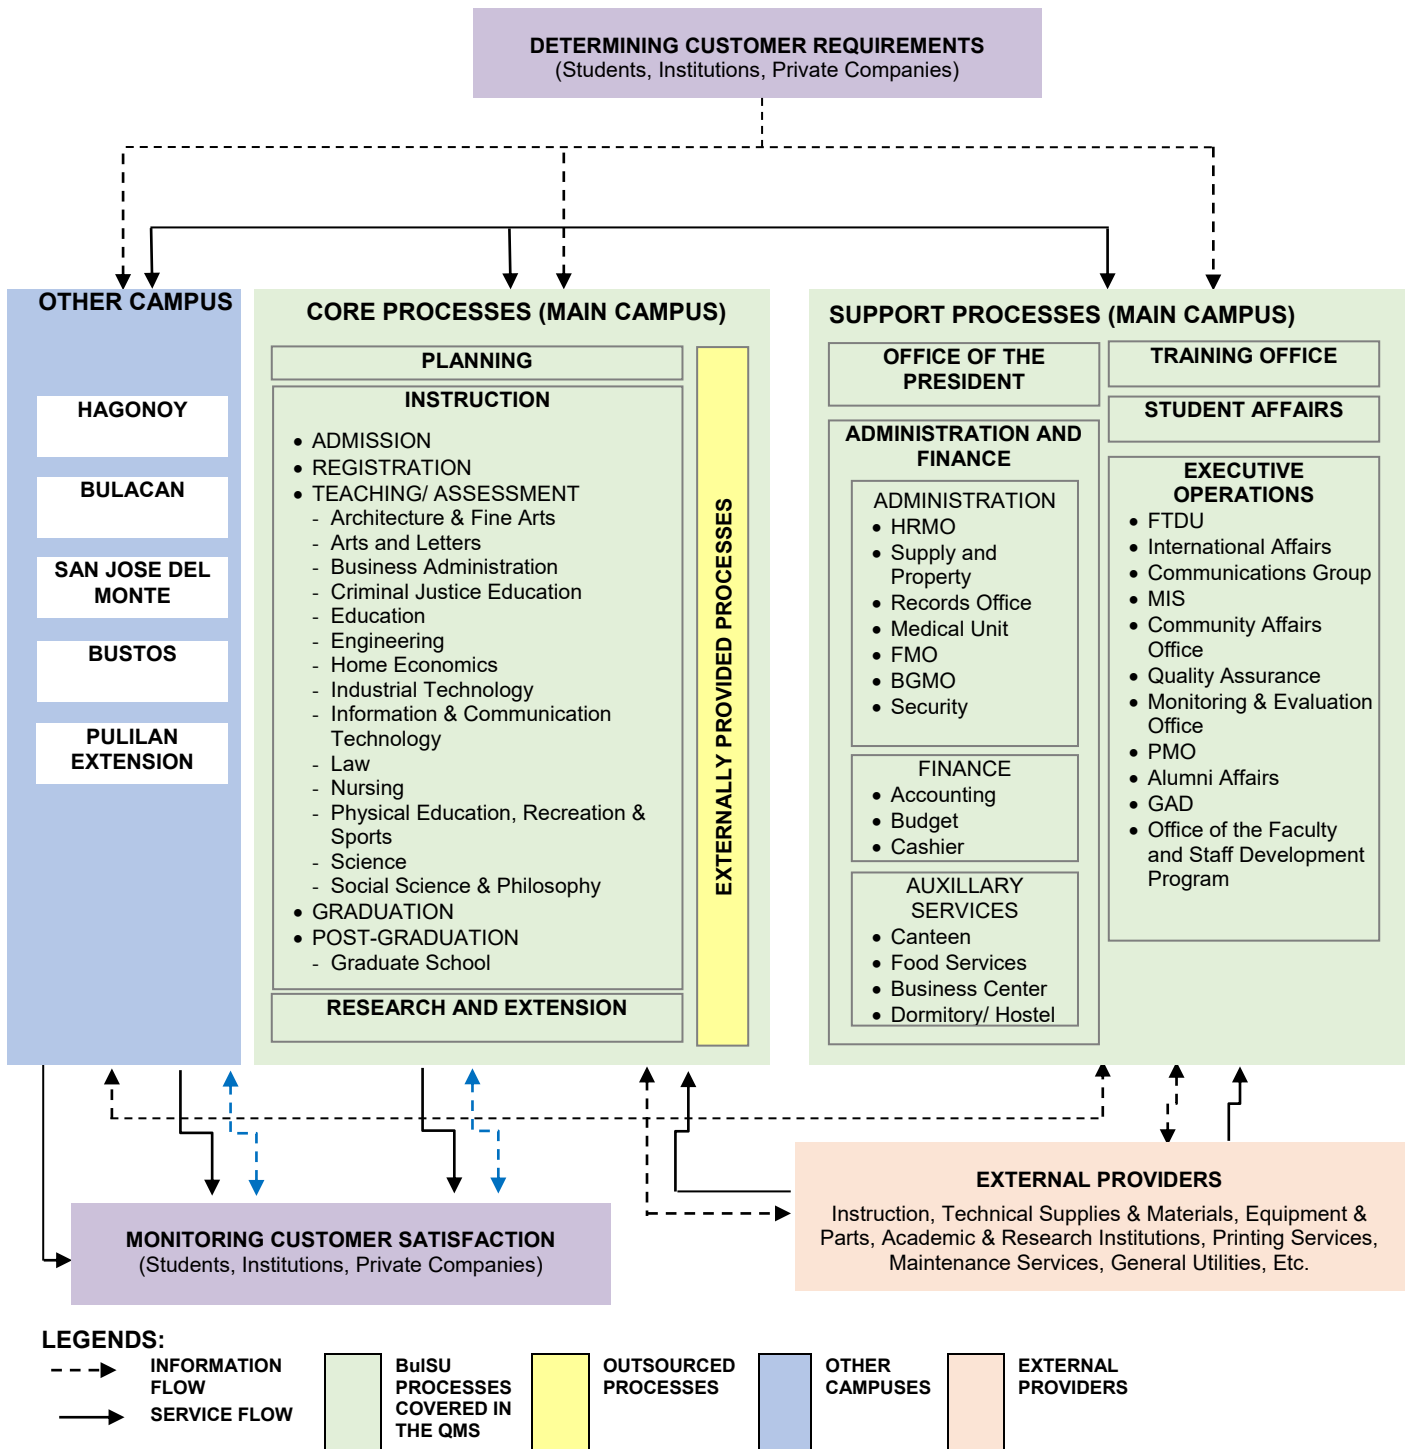 DETERMINING CUSTOMER REQUIREMENTS
(Students, Institutions, Private Companies)
OTHER CAMPUS
HAGONOY
BULACAN
SAN JOSE DEL
MONTE
BUSTOS
PULILAN
EXTENSION
CORE PROCESSES (MAIN CAMPUS)
PLANNING
INSTRUCTION
• ADMISSION
• REGISTRATION
• TEACHING/ ASSESSMENT
- Architecture & Fine Arts
- Arts and Letters
- Business Administration
- Criminal Justice Education
- Education
- Engineering
- Home Economics
- Industrial Technology
- Information & Communication
Technology
- Law
- Nursing
- Physical Education, Recreation &
Sports
- Science
- Social Science & Philosophy
• GRADUATION
• POST-GRADUATION
- Graduate School
RESEARCH AND EXTENSION
EXTERNALLY PROVIDED PROCESSES
SUPPORT PROCESSES (MAIN CAMPUS)
OFFICE OF THE
PRESIDENT
ADMINISTRATION AND
FINANCE
ADMINISTRATION
• HRMO
• Supply and
Property
• Records Office
• Medical Unit
• FMO
• BGMO
• Security
FINANCE
• Accounting
• Budget
• Cashier
AUXILLARY
SERVICES
• Canteen
• Food Services
• Business Center
• Dormitory/ Hostel
TRAINING OFFICE
STUDENT AFFAIRS
EXECUTIVE
OPERATIONS
• FTDU
• International Affairs
• Communications Group
• MIS
• Community Affairs
Office
• Quality Assurance
• Monitoring & Evaluation
Office
• PMO
• Alumni Affairs
• GAD
• Office of the Faculty
and Staff Development
Program
MONITORING CUSTOMER SATISFACTION
(Students, Institutions, Private Companies)
EXTERNAL PROVIDERS
Instruction, Technical Supplies & Materials, Equipment &
Parts, Academic & Research Institutions, Printing Services,
Maintenance Services, General Utilities, Etc.
LEGENDS:
INFORMATION
FLOW
SERVICE FLOW
BulSU
PROCESSES
COVERED IN
THE QMS
OUTSOURCED
PROCESSES
OTHER
CAMPUSES
EXTERNAL
PROVIDERS